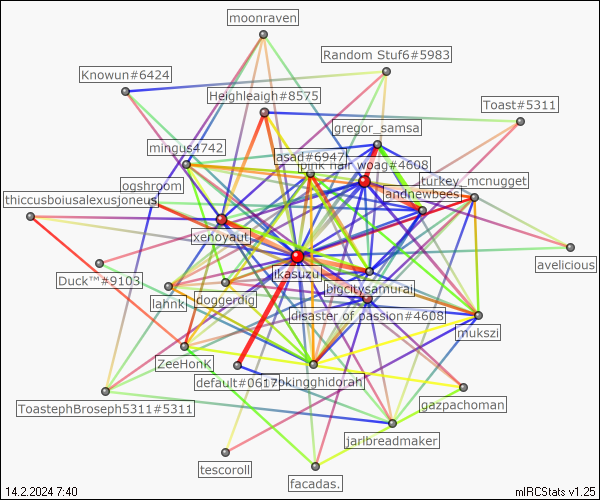 moonraven
Random Stuf6#5983
Knowun#6424
Heighleaigh#8575
Toast#5311
gregor_samsa
mingus4742
asad#6947
pink hair woag#4608
turkey_mcnugget
ogshroom
andnewbees
thiccusboiusalexusjoneus
xenoyaut
avelicious
ikasuzu
Duck™#9103
bigcitysamurai
lahnk
doggerdig
disaster of passion#4608
mukszi
ZeeHonK
default#0617
okingghidorah
gazpachoman
ToastephBroseph5311#5311
jarlbreadmaker
tescoroll
facadas.
14.2.2024 7:40
mIRCStats v1.25